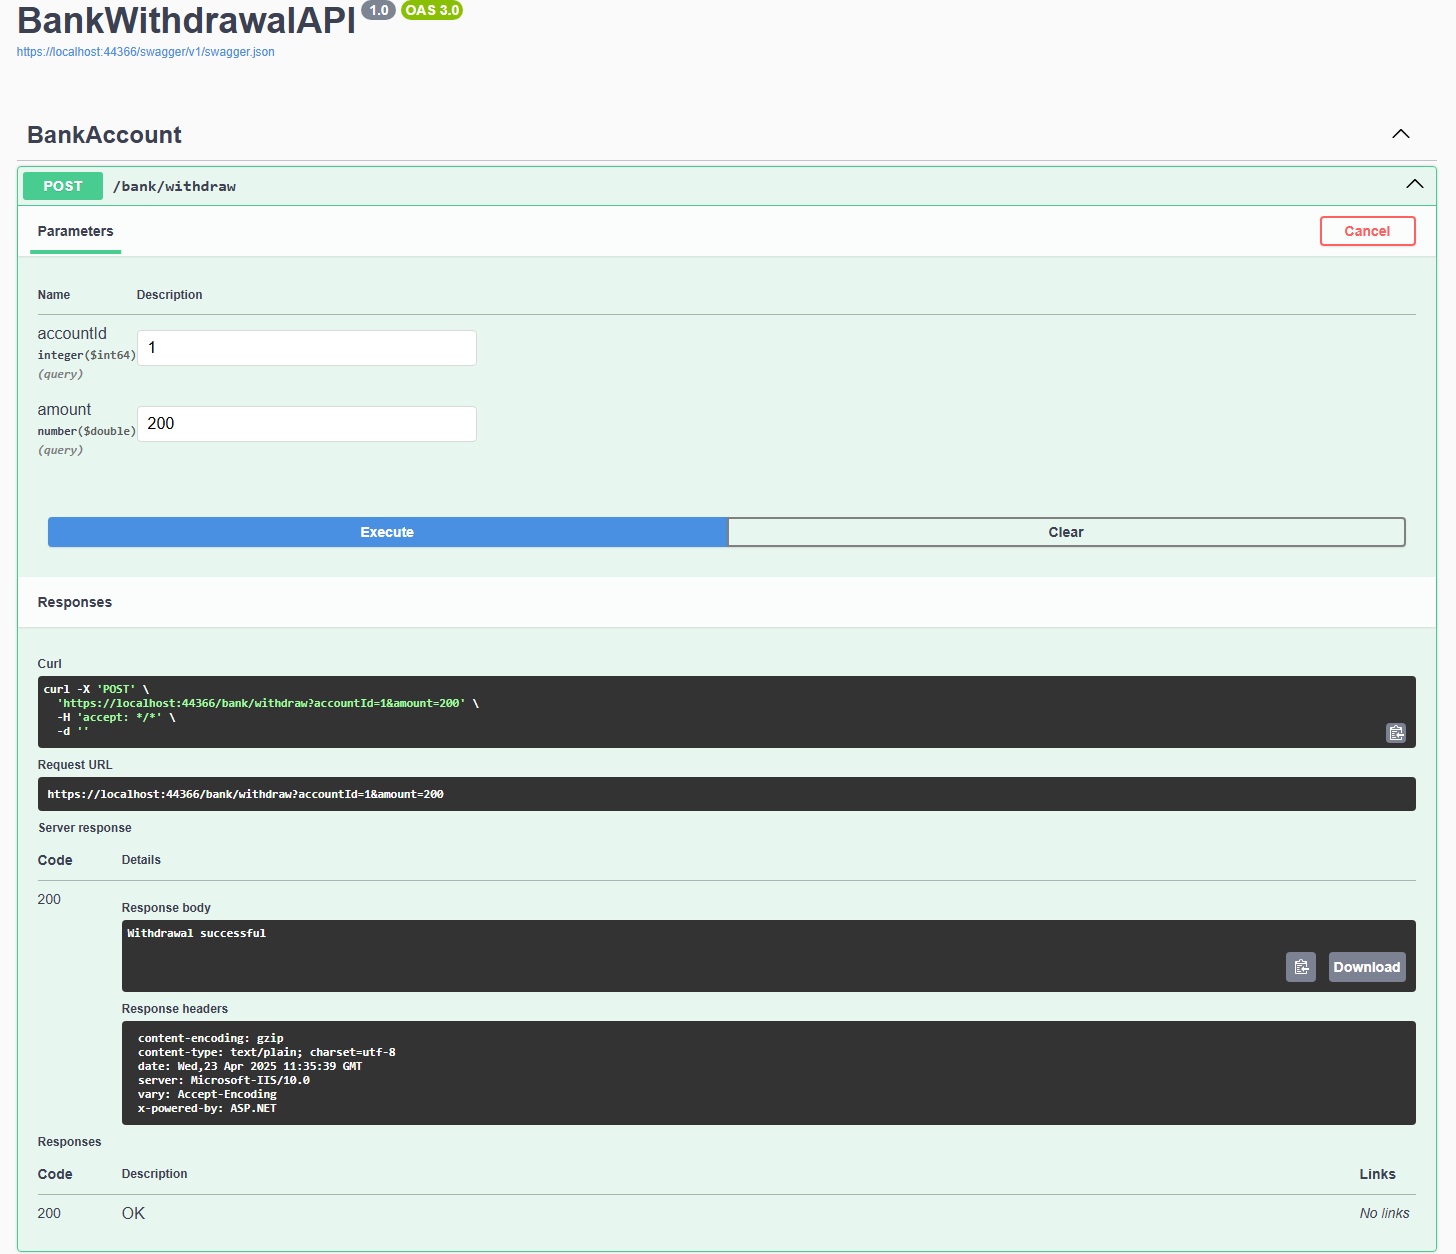 BankWithdrawalAPI 1.0 OAS 3.0
https://localhost:44366/swagger/v1/swagger.json
BankAccount
POST /bank/withdraw
Parameters Cancel
Name Description
accountId
integer($int64)
(query)
1
amount
number($double)
(query)
200
Execute Clear
Responses
Curl
curl -X 'POST' \
'https://localhost:44366/bank/withdraw?accountId=1&amount=200' \
-H 'accept: */*' \
-d ''
Request URL
https://localhost:44366/bank/withdraw?accountId=1&amount=200
Server response
Code Details
200
Response body
Withdrawal successful
Download
Response headers
content-encoding: gzip
content-type: text/plain; charset=utf-8
date: Wed,23 Apr 2025 11:35:39 GMT
server: Microsoft-IIS/10.0
vary: Accept-Encoding
x-powered-by: ASP.NET
Responses
Code Description Links
200 OK No links